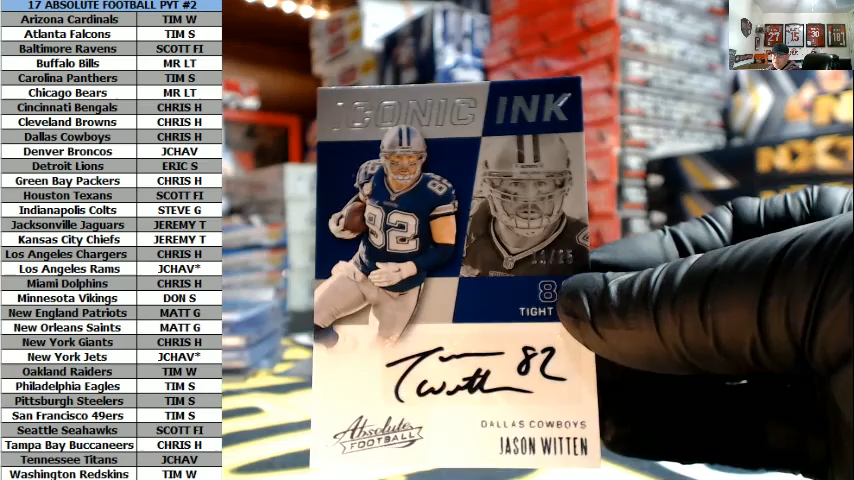 17 ABSOLUTE FOOTBALL PYT #2
Arizona Cardinals TIM W
Atlanta Falcons TIM S
Baltimore Ravens SCOTT FI
Buffalo Bills MR LT
Carolina Panthers TIM S
Chicago Bears MR LT
Cincinnati Bengals CHRIS H
Cleveland Browns CHRIS H
Dallas Cowboys CHRIS H
Denver Broncos JCHAV
Detroit Lions ERIC S
Green Bay Packers CHRIS H
Houston Texans SCOTT FI
Indianapolis Colts STEVE G
Jacksonville Jaguars JEREMY T
Kansas City Chiefs JEREMY T
Los Angeles Chargers CHRIS H
Los Angeles Rams JCHAV*
Miami Dolphins CHRIS H
Minnesota Vikings DON S
New England Patriots MATT G
New Orleans Saints MATT G
New York Giants CHRIS H
New York Jets JCHAV*
Oakland Raiders TIM W
Philadelphia Eagles TIM S
Pittsburgh Steelers TIM S
San Francisco 49ers TIM S
Seattle Seahawks SCOTT FI
Tampa Bay Buccaneers CHRIS H
Tennessee Titans JCHAV
Washington Redskins TIM W
ICONIC INK
82
8
TIGHT
J Witten 82
Absolute
FOOTBALL
DALLAS COWBOYS
JASON WITTEN
27
15
30
18